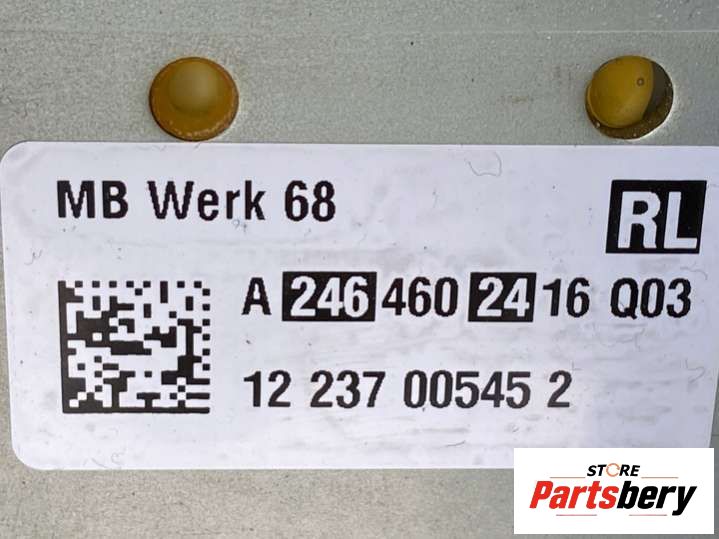 MB Werk 68
RL
A 246 460 24 16 Q03
12 237 00545 2
STORE
Partsbery